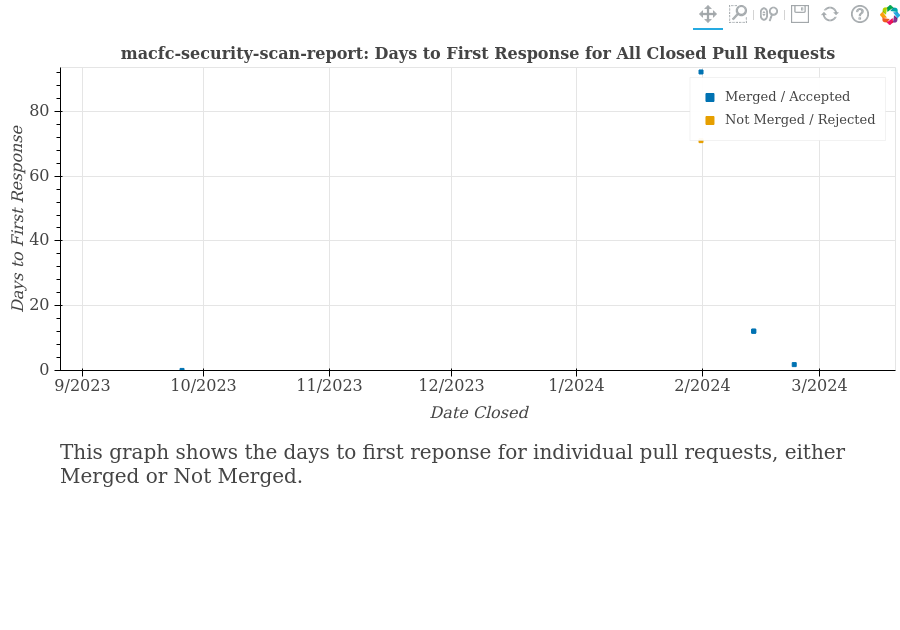 macfc-security-scan-report: Days to First Response for All Closed Pull Requests
Merged / Accepted
Not Merged / Rejected
Days to First Response
80
60
40
20
0
9/2023 10/2023 11/2023 12/2023 1/2024 2/2024 3/2024
Date Closed
This graph shows the days to first reponse for individual pull requests, either
Merged or Not Merged.